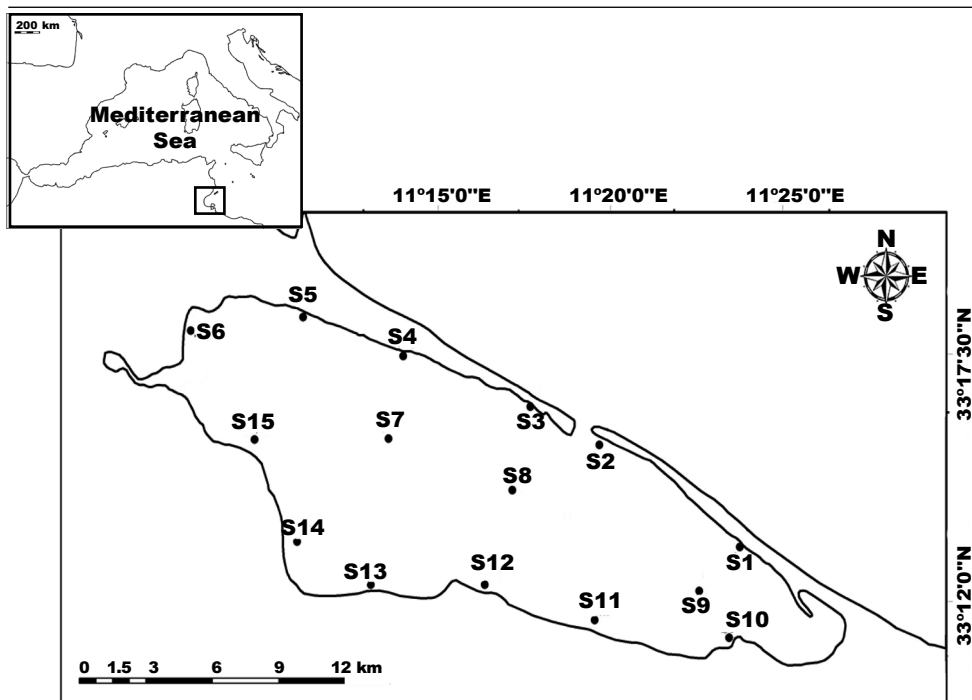 200 km
Mediterranean
Sea
11°15'0"E 11°20'0"E 11°25'0"E
N
W E
S
S5
S6
S4
33°17'30"N
S3
S15 S7
S2
S8
S14
S1
S13 S12
S9
33°12'0"N
S11
S10
0 1.5 3 6 9 12 km